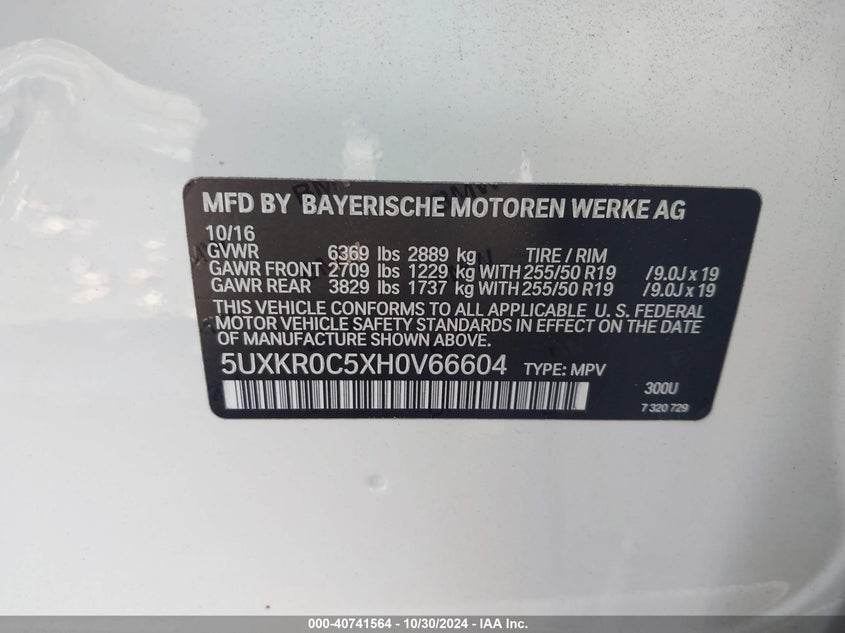 MFD BY BAYERISCHE MOTOREN WERKE AG
10/16
GVWR 6369 lbs 2889 kg TIRE / RIM
GAWR FRONT 2709 lbs 1229 kg WITH 255/50 R19 /9.0J x 19
GAWR REAR 3829 lbs 1737 kg WITH 255/50 R19 /9.0J x 19
THIS VEHICLE CONFORMS TO ALL APPLICABLE U. S. FEDERAL
MOTOR VEHICLE SAFETY STANDARDS IN EFFECT ON THE DATE
OF MANUFACTURE SHOWN ABOVE.
5UXKR0C5XH0V66604 TYPE: MPV
300U
7 320 729
000-40741564 | 10/30/2024 - IAA Inc.